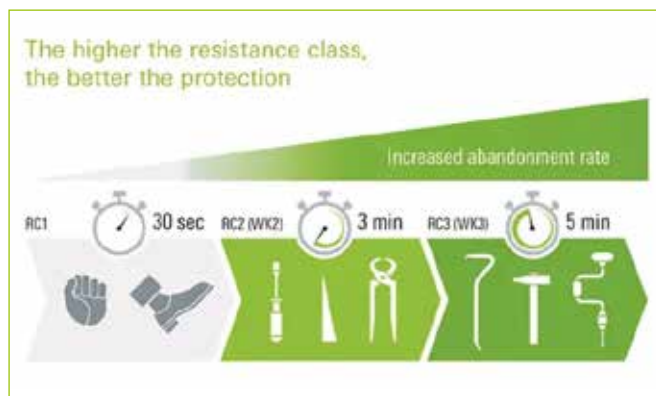 The higher the resistance class,
the better the protection
Increased abandonment rate
RC1 30 sec RC2 (WK2) 3 min RC3 (WK3) 5 min